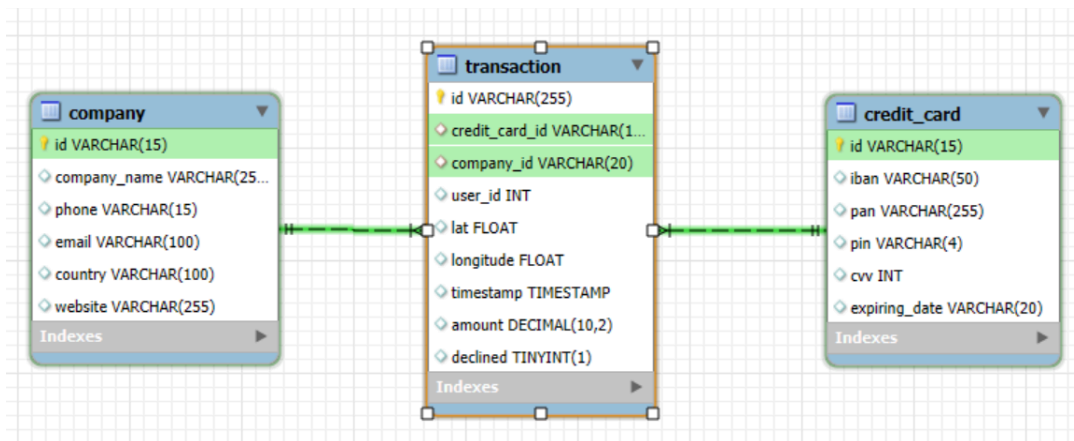 company
id VARCHAR(15)
company_name VARCHAR(25...
phone VARCHAR(15)
email VARCHAR(100)
country VARCHAR(100)
website VARCHAR(255)
Indexes
transaction
id VARCHAR(255)
credit_card_id VARCHAR(1...
company_id VARCHAR(20)
user_id INT
lat FLOAT
longitude FLOAT
timestamp TIMESTAMP
amount DECIMAL(10,2)
declined TINYINT(1)
Indexes
credit_card
id VARCHAR(15)
iban VARCHAR(50)
pan VARCHAR(255)
pin VARCHAR(4)
cvv INT
expiring_date VARCHAR(20)
Indexes